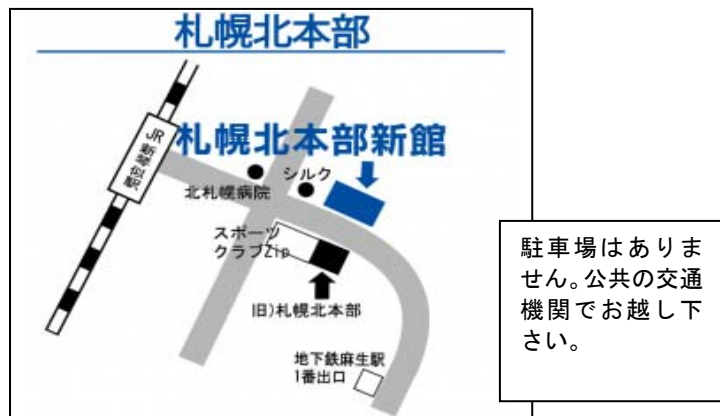 札幌北本部
JR新琴似駅
札幌北本部新館
シルク
北札幌病院
スポーツ
クラブZip
旧)札幌北本部
地下鉄麻生駅
1番出口
駐車場はありま
せん。公共の交通
機関でお越し下
さい。